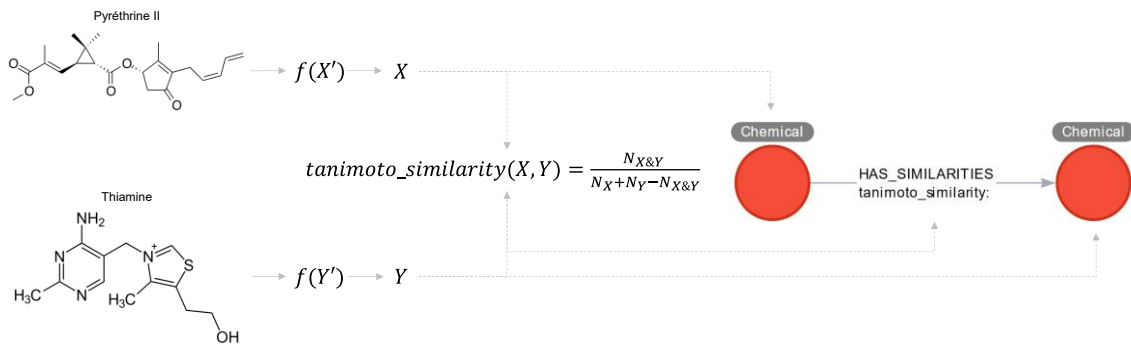 Pyréthrine II
O
O
O
O
O
f(X′)
X
Chemical
Chemical
tanimoto_similarity(X, Y) = N_{X&Y} / (N_X + N_Y − N_{X&Y})
HAS_SIMILARITIES
tanimoto_similarity:
Thiamine
NH₂
N
N
H₃C
N⁺
S
H₃C
OH
f(Y′)
Y